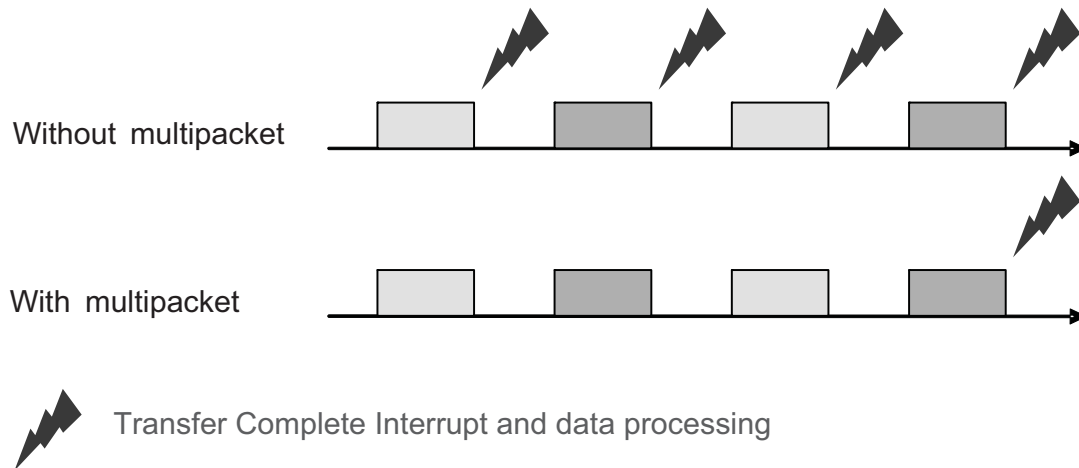 Without multipacket
With multipacket
Transfer Complete Interrupt and data processing